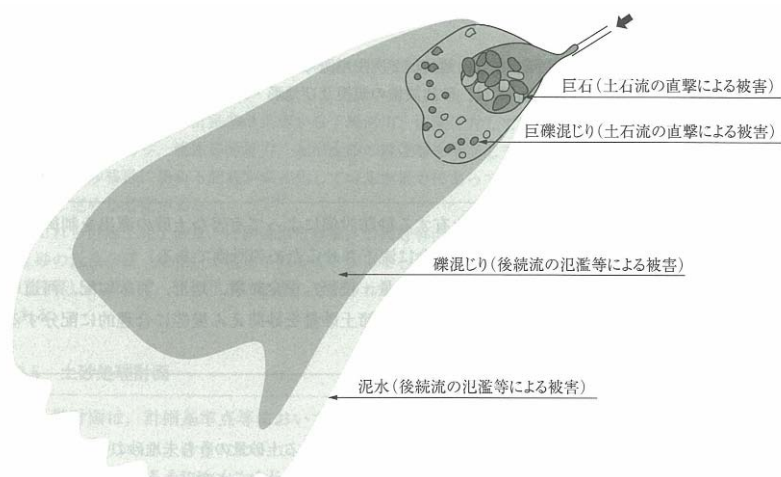 巨石(土石流の直撃による被害)
巨礫混じり(土石流の直撃による被害)
礫混じり(後続流の氾濫等による被害)
泥水(後続流の氾濫等による被害)